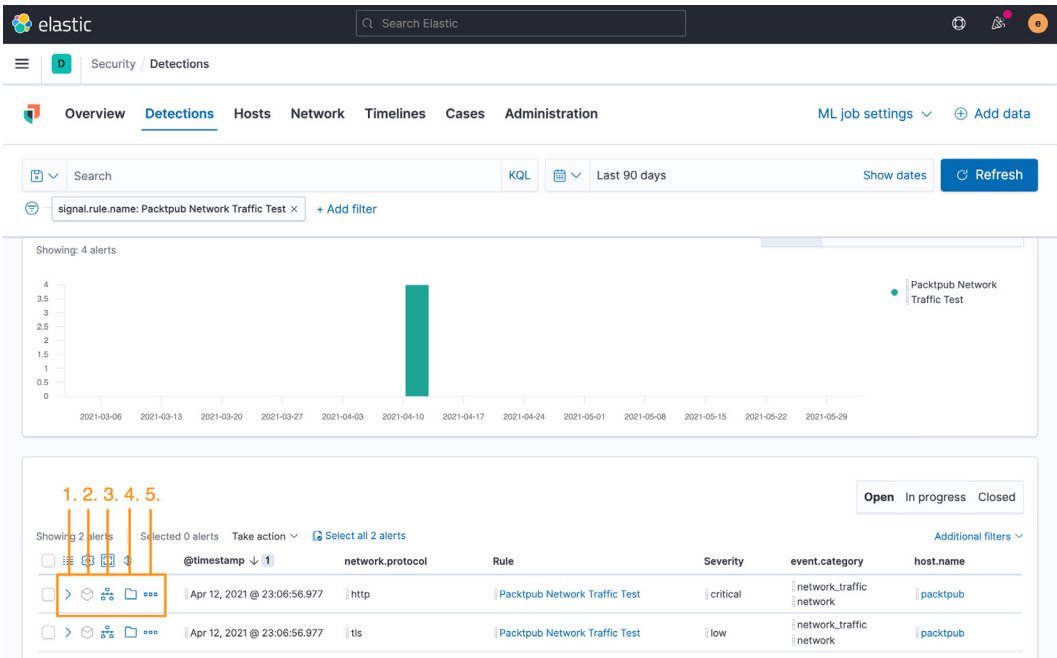 elastic
Search Elastic
e
D Security / Detections
Overview Detections Hosts Network Timelines Cases Administration ML job settings Add data
Search KQL Last 90 days Show dates Refresh
signal.rule.name: Packtpub Network Traffic Test × + Add filter
Showing: 4 alerts
4
3.5
3
2.5
2
1.5
1
0.5
0
2021-03-06 2021-03-13 2021-03-20 2021-03-27 2021-04-03 2021-04-10 2021-04-17 2021-04-24 2021-05-01 2021-05-08 2021-05-15 2021-05-22 2021-05-29
Packtpub Network
Traffic Test
1. 2. 3. 4. 5.
Open In progress Closed
Showing 2 alerts Selected 0 alerts Take action Select all 2 alerts Additional filters
@timestamp ↓ 1 network.protocol Rule Severity event.category host.name
Apr 12, 2021 @ 23:06:56.977 http Packtpub Network Traffic Test critical network_traffic packtpub
network
Apr 12, 2021 @ 23:06:56.977 tls Packtpub Network Traffic Test low network_traffic packtpub
network